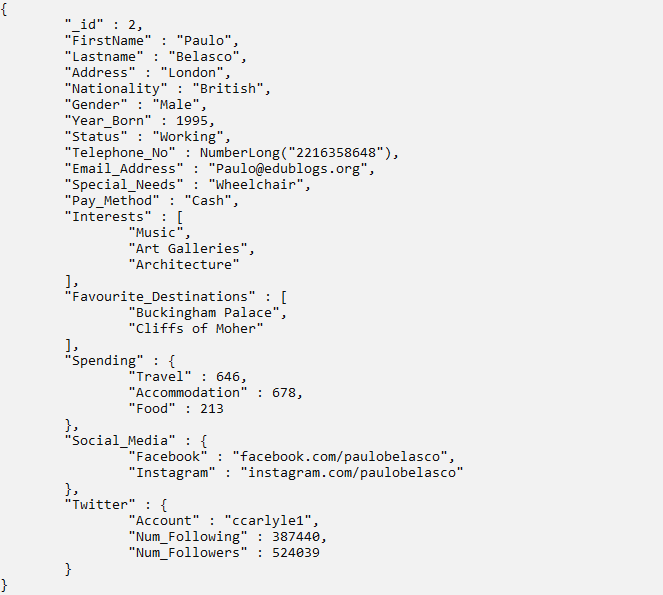 {
"_id" : 2,
"FirstName" : "Paulo",
"Lastname" : "Belasco",
"Address" : "London",
"Nationality" : "British",
"Gender" : "Male",
"Year_Born" : 1995,
"Status" : "Working",
"Telephone_No" : NumberLong("2216358648"),
"Email_Address" : "Paulo@edublogs.org",
"Special_Needs" : "Wheelchair",
"Pay_Method" : "Cash",
"Interests" : [
"Music",
"Art Galleries",
"Architecture"
],
"Favourite_Destinations" : [
"Buckingham Palace",
"Cliffs of Moher"
],
"Spending" : {
"Travel" : 646,
"Accommodation" : 678,
"Food" : 213
},
"Social_Media" : {
"Facebook" : "facebook.com/paulobelasco",
"Instagram" : "instagram.com/paulobelasco"
},
"Twitter" : {
"Account" : "ccarlyle1",
"Num_Following" : 387440,
"Num_Followers" : 524039
}
}